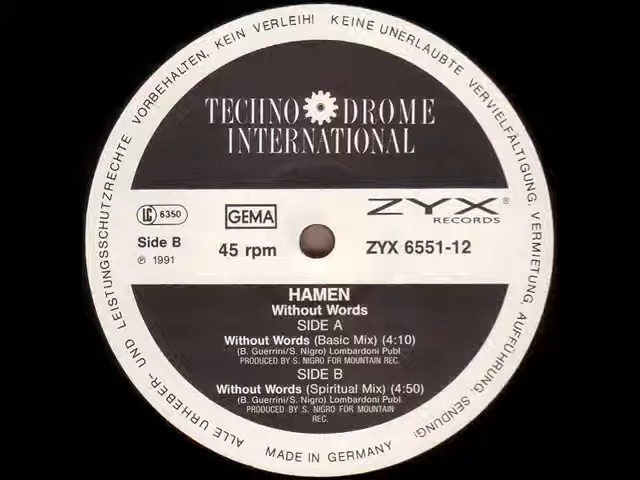 ALLE URHEBER- UND LEISTUNGSSCHUTZRECHTE VORBEHALTEN, KEIN VERLEIH! KEINE UNERLAUBTE VERVIELFÄLTIGUNG, VERMIETUNG, AUFFÜHRUNG, SENDUNG!
TECHNO DROME
INTERNATIONAL
LC 6350
GEMA
ZYX®
RECORDS
Side B
45 rpm
ZYX 6551-12
℗ 1991
HAMEN
Without Words
SIDE A
Without Words (Basic Mix) (4:10)
(B. Guerrini/S. Nigro) Lombardoni Publ.
PRODUCED BY S. NIGRO FOR MOUNTAIN REC.
SIDE B
Without Words (Spiritual Mix) (4:50)
(B. Guerrini/S. Nigro) Lombardoni Publ.
PRODUCED BY S. NIGRO FOR MOUNTAIN
REC.
MADE IN GERMANY